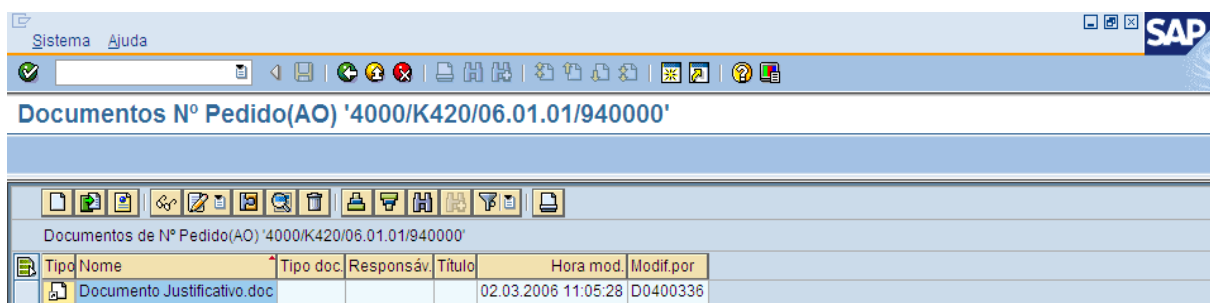 Sistema Ajuda
SAP
Documentos Nº Pedido(AO) '4000/K420/06.01.01/940000'
Documentos de Nº Pedido(AO) '4000/K420/06.01.01/940000'
Tipo Nome Tipo doc. Responsáv. Título Hora mod. Modif.por
Documento Justificativo.doc 02.03.2006 11:05:28 D0400336